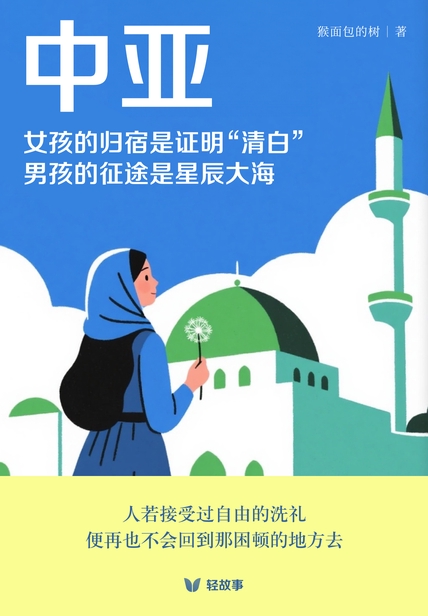 猴面包的树 | 著
中亚
女孩的归宿是证明“清白”
男孩的征途是星辰大海
人若接受过自由的洗礼
便再也不会回到那困顿的地方去
轻故事